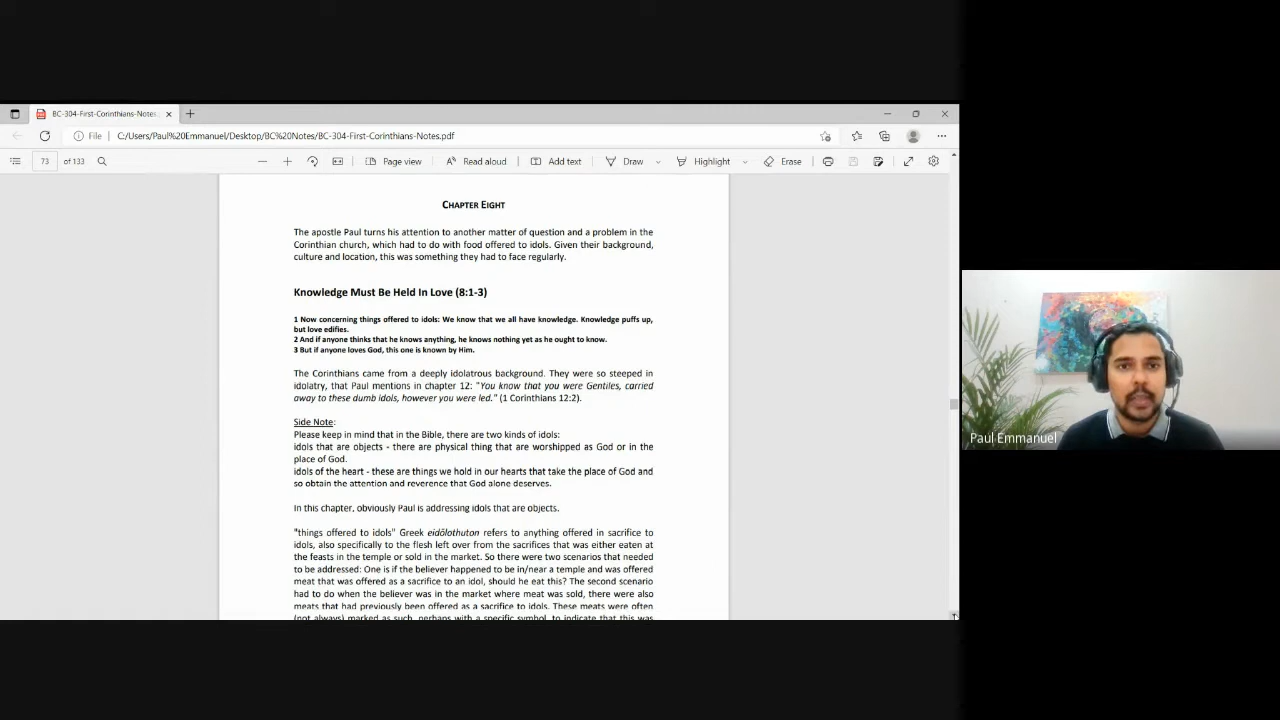 BC-304-First-Corinthians-Notes.
File
C:/Users/Paul%20Emmanuel/Desktop/BC%20Notes/BC-304-First-Corinthians-Notes.pdf
73 of 133
Page view
Read aloud
Add text
Draw
Highlight
Erase
CHAPTER EIGHT
The apostle Paul turns his attention to another matter of question and a problem in the
Corinthian church, which had to do with food offered to idols. Given their background,
culture and location, this was something they had to face regularly.
Knowledge Must Be Held In Love (8:1-3)
1 Now concerning things offered to idols: We know that we all have knowledge. Knowledge puffs up,
but love edifies.
2 And if anyone thinks that he knows anything, he knows nothing yet as he ought to know.
3 But if anyone loves God, this one is known by Him.
The Corinthians came from a deeply idolatrous background. They were so steeped in
idolatry, that Paul mentions in chapter 12: "You know that you were Gentiles, carried
away to these dumb idols, however you were led." (1 Corinthians 12:2).
Side Note:
Please keep in mind that in the Bible, there are two kinds of idols:
idols that are objects - there are physical thing that are worshipped as God or in the
place of God.
idols of the heart - these are things we hold in our hearts that take the place of God and
so obtain the attention and reverence that God alone deserves.
In this chapter, obviously Paul is addressing idols that are objects.
"things offered to idols" Greek eidōlothuton refers to anything offered in sacrifice to
idols, also specifically to the flesh left over from the sacrifices that was either eaten at
the feasts in the temple or sold in the market. So there were two scenarios that needed
to be addressed: One is if the believer happened to be in/near a temple and was offered
meat that was offered as a sacrifice to an idol, should he eat this? The second scenario
had to do when the believer was in the market where meat was sold, there were also
meats that had previously been offered as a sacrifice to idols. These meats were often
(not always) marked as such, perhaps with a specific symbol, to indicate that this was
Paul Emmanuel